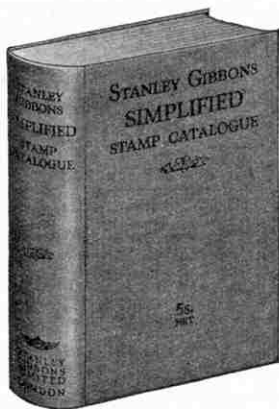 STANLEY
GIBBONS
SIMPLIFIED
STAMP
CATALOGUE
STANLEY
GIBBONS
LIMITED
LONDON
STANLEY GIBBONS
SIMPLIFIED
STAMP CATALOGUE
5s.
NET